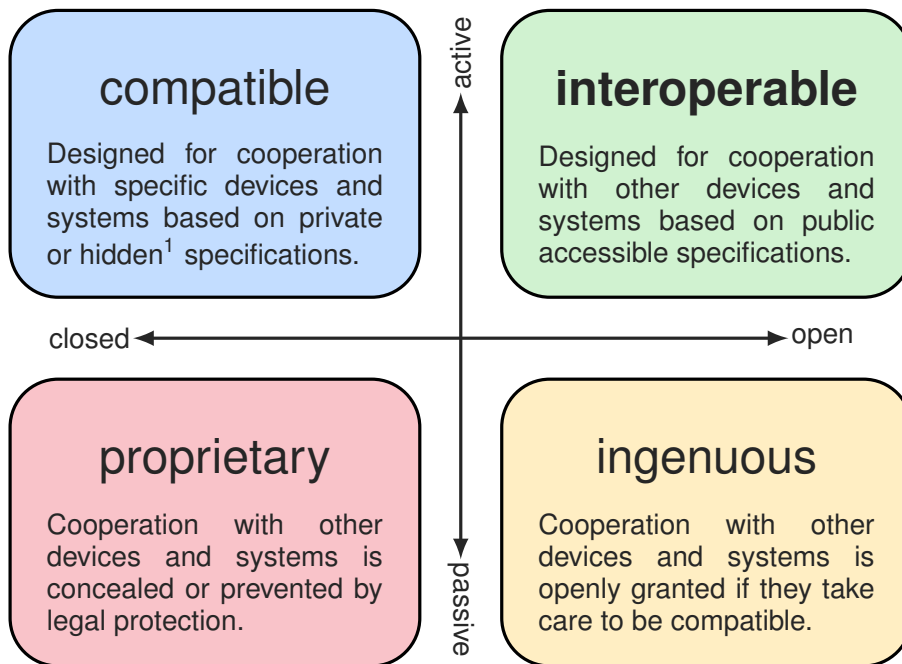 compatible
Designed for cooperation
with specific devices and
systems based on private
or hidden¹ specifications.
active
interoperable
Designed for cooperation
with other devices and
systems based on public
accessible specifications.
closed
open
proprietary
Cooperation with other
devices and systems is
concealed or prevented by
legal protection.
passive
ingenuous
Cooperation with other
devices and systems is
openly granted if they take
care to be compatible.